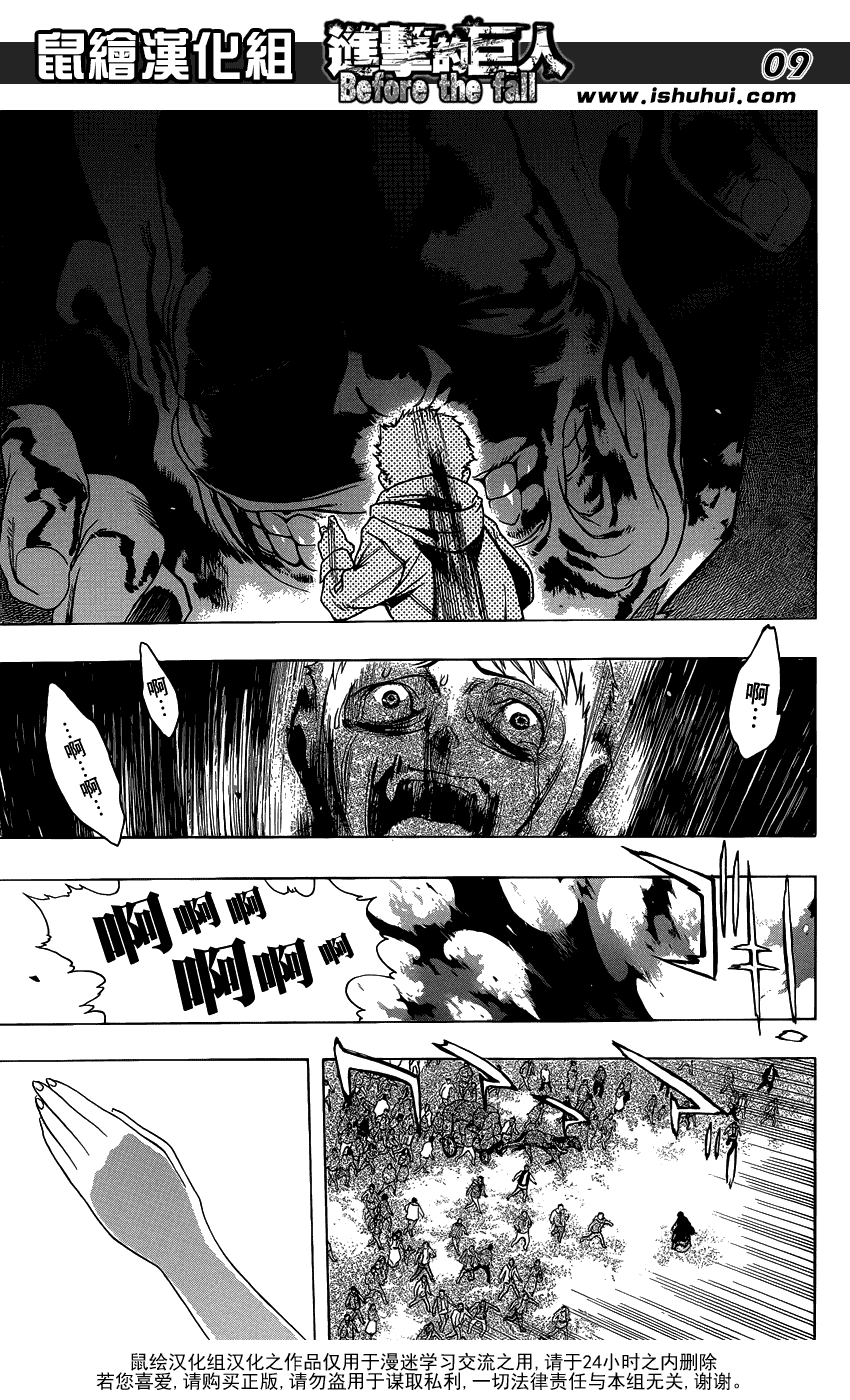 鼠繪漢化組
進擊的巨人
Before the fall
09
www.ishuhui.com
啊…
啊
…啊…啊…
啊啊啊
啊啊啊
鼠绘汉化组汉化之作品仅用于漫迷学习交流之用,请于24小时之内删除
若您喜爱,请购买正版,请勿盗用于谋取私利,一切法律责任与本组无关,谢谢。